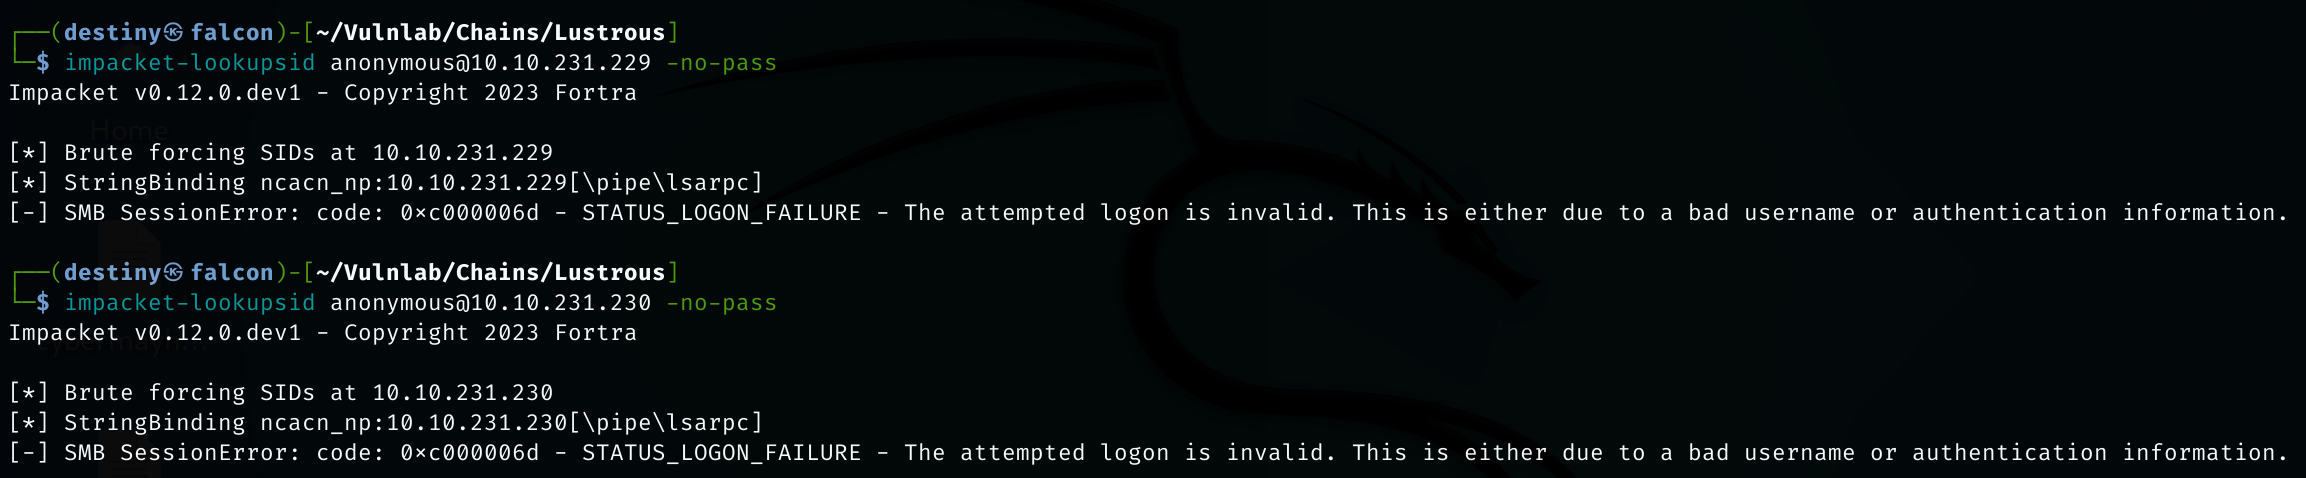 ┌──(destiny㉿falcon)-[~/Vulnlab/Chains/Lustrous]
└─$ impacket-lookupsid anonymous@10.10.231.229 -no-pass
Impacket v0.12.0.dev1 - Copyright 2023 Fortra
Home
[*] Brute forcing SIDs at 10.10.231.229
[*] StringBinding ncacn_np:10.10.231.229[\pipe\lsarpc]
[-] SMB SessionError: code: 0xc000006d - STATUS_LOGON_FAILURE - The attempted logon is invalid. This is either due to a bad username or authentication information.
┌──(destiny㉿falcon)-[~/Vulnlab/Chains/Lustrous]
└─$ impacket-lookupsid anonymous@10.10.231.230 -no-pass
Impacket v0.12.0.dev1 - Copyright 2023 Fortra
[*] Brute forcing SIDs at 10.10.231.230
[*] StringBinding ncacn_np:10.10.231.230[\pipe\lsarpc]
[-] SMB SessionError: code: 0xc000006d - STATUS_LOGON_FAILURE - The attempted logon is invalid. This is either due to a bad username or authentication information.